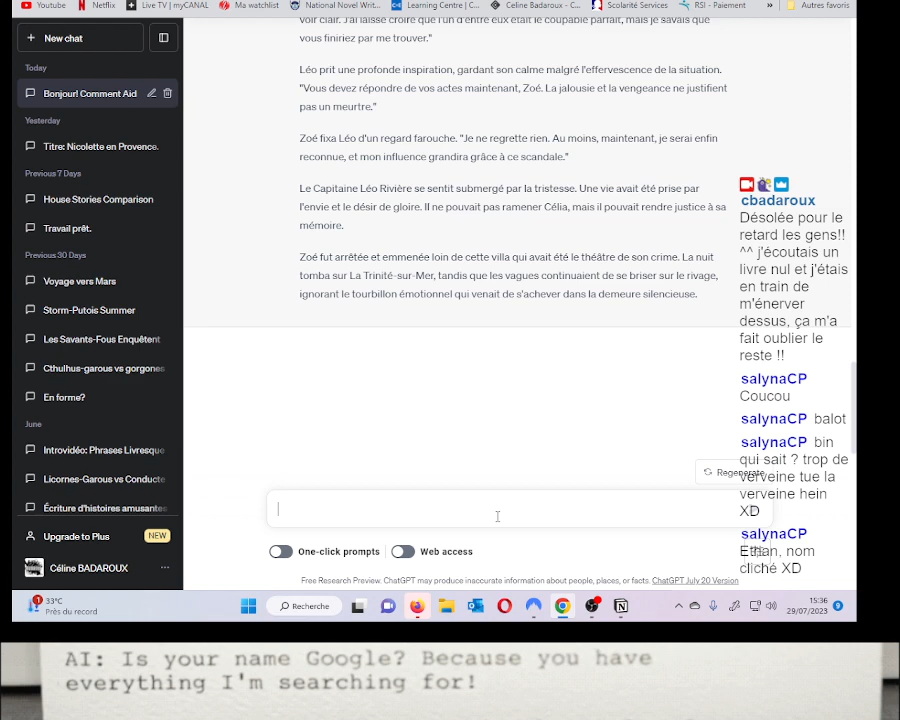 Youtube Netflix Live TV | myCANAL Ma watchlist National Novel Writ... Learning Centre | C... Celine Badaroux - C... Scolarité Services RSI - Paiement » Autres favoris
voir clair. J'ai laissé croire que l'un d'entre eux était le coupable parfait, mais je savais que
vous finiriez par me trouver."
+ New chat
Léo prit une profonde inspiration, gardant son calme malgré l'effervescence de la situation.
"Vous devez répondre de vos actes maintenant, Zoé. La jalousie et la vengeance ne justifient
pas un meurtre."
Zoé fixa Léo d'un regard farouche. "Je ne regrette rien. Au moins, maintenant, je serai enfin
reconnue, et mon influence grandira grâce à ce scandale."
Le Capitaine Léo Rivière se sentit submergé par la tristesse. Une vie avait été prise par
l'envie et le désir de gloire. Il ne pouvait pas ramener Célia, mais il pouvait rendre justice à sa
mémoire.
Zoé fut arrêtée et emmenée loin de cette villa qui avait été le théâtre de son crime. La nuit
tomba sur La Trinité-sur-Mer, tandis que les vagues continuaient de se briser sur le rivage,
ignorant le tourbillon émotionnel qui venait de s'achever dans la demeure silencieuse.
Today
Bonjour! Comment Aid
Yesterday
Titre: Nicolette en Provence.
Previous 7 Days
House Stories Comparison
Travail prêt.
Previous 30 Days
Voyage vers Mars
Storm-Putois Summer
Les Savants-Fous Enquêtent
Cthulhus-garous vs gorgones
En forme?
June
Introvidéo: Phrases Livresqu
Licornes-Garous vs Conducte
Écriture d'histoires amusantes
Upgrade to Plus NEW
Céline BADAROUX ...
Regenerate
One-click prompts Web access
Free Research Preview. ChatGPT may produce inaccurate information about people, places, or facts. ChatGPT July 20 Version
cbadaroux
Désolée pour le
retard les gens!!
^^ j'écoutais un
livre nul et j'étais
en train de
m'énerver
dessus, ça m'a
fait oublier le
reste !!
salynaCP
Coucou
salynaCP balot
salynaCP bin
qui sait ? trop de
verveine tue la
verveine hein
XD
salynaCP
Ethan, nom
cliché XD
1
33°C
Près du record
Recherche
15:36
29/07/2023
9
AI: Is your name Google? Because you have
everything I'm searching for!